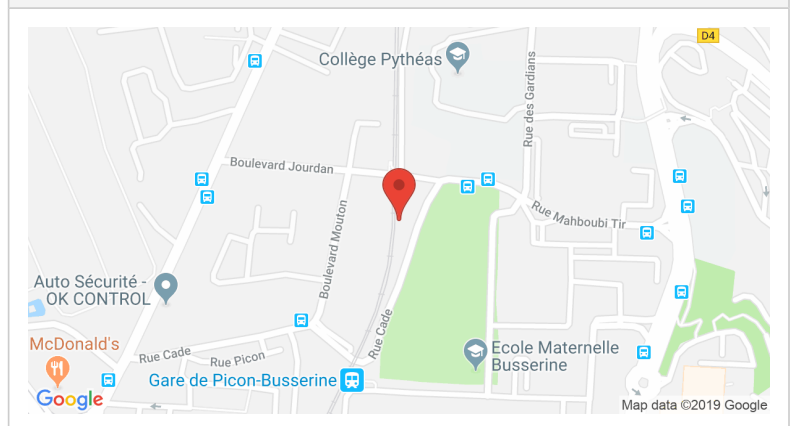 D4
Collège Pythéas
Rue des Gardians
Boulevard Jourdan
Rue Mahboubi Tir
Boulevard Mouton
Auto Sécurité -
OK CONTROL
McDonald's
Rue Cade
Rue Picon
Rue Cade
Ecole Maternelle
Busserine
Gare de Picon-Busserine
Google
Map data ©2019 Google